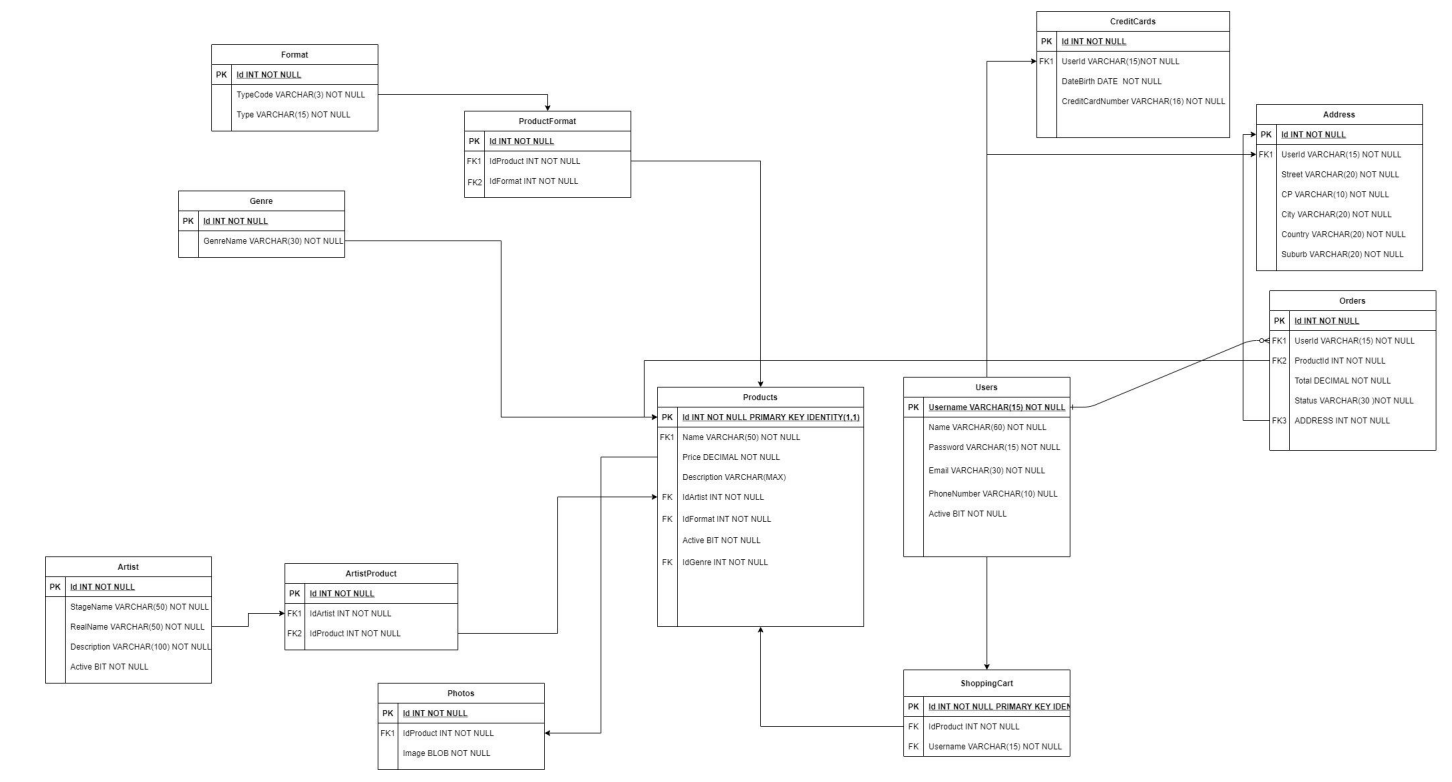 CreditCards
PK Id INT NOT NULL
FK1 UserId VARCHAR(15)NOT NULL
DateBirth DATE NOT NULL
CreditCardNumber VARCHAR(16) NOT NULL
Format
PK Id INT NOT NULL
TypeCode VARCHAR(3) NOT NULL
Type VARCHAR(15) NOT NULL
ProductFormat
PK Id INT NOT NULL
FK1 IdProduct INT NOT NULL
FK2 IdFormat INT NOT NULL
Address
PK Id INT NOT NULL
FK1 UserId VARCHAR(15) NOT NULL
Street VARCHAR(20) NOT NULL
CP VARCHAR(10) NOT NULL
City VARCHAR(20) NOT NULL
Country VARCHAR(20) NOT NULL
Suburb VARCHAR(20) NOT NULL
Genre
PK Id INT NOT NULL
GenreName VARCHAR(30) NOT NULL
Orders
PK Id INT NOT NULL
FK1 UserId VARCHAR(15) NOT NULL
FK2 ProductId INT NOT NULL
Total DECIMAL NOT NULL
Status VARCHAR(30 )NOT NULL
FK3 ADDRESS INT NOT NULL
Products
PK Id INT NOT NULL PRIMARY KEY IDENTITY(1,1)
FK1 Name VARCHAR(50) NOT NULL
Price DECIMAL NOT NULL
Description VARCHAR(MAX)
FK IdArtist INT NOT NULL
FK IdFormat INT NOT NULL
Active BIT NOT NULL
FK IdGenre INT NOT NULL
Users
PK Username VARCHAR(15) NOT NULL
Name VARCHAR(60) NOT NULL
Password VARCHAR(15) NOT NULL
Email VARCHAR(30) NOT NULL
PhoneNumber VARCHAR(10) NULL
Active BIT NOT NULL
Artist
PK Id INT NOT NULL
StageName VARCHAR(50) NOT NULL
RealName VARCHAR(50) NOT NULL
Description VARCHAR(100) NOT NULL
Active BIT NOT NULL
ArtistProduct
PK Id INT NOT NULL
FK1 IdArtist INT NOT NULL
FK2 IdProduct INT NOT NULL
Photos
PK Id INT NOT NULL
FK1 IdProduct INT NOT NULL
Image BLOB NOT NULL
ShoppingCart
PK Id INT NOT NULL PRIMARY KEY IDEN
FK IdProduct INT NOT NULL
FK Username VARCHAR(15) NOT NULL